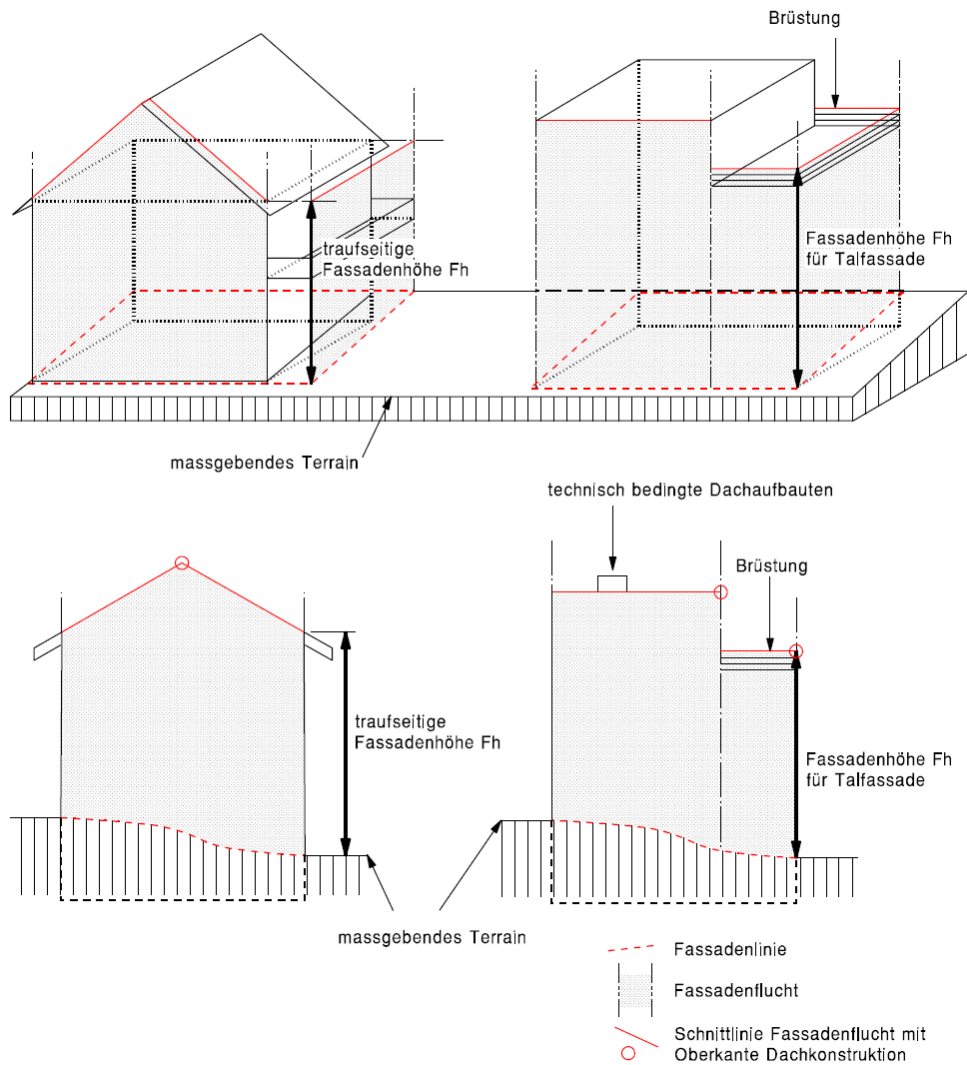 Brüstung
traufseitige
Fassadenhöhe Fh
Fassadenhöhe Fh
für Talfassade
massgebendes Terrain
technisch bedingte Dachaufbauten
Brüstung
traufseitige
Fassadenhöhe Fh
Fassadenhöhe Fh
für Talfassade
massgebendes Terrain
Fassadenlinie
Fassadenflucht
Schnittlinie Fassadenflucht mit
Oberkante Dachkonstruktion